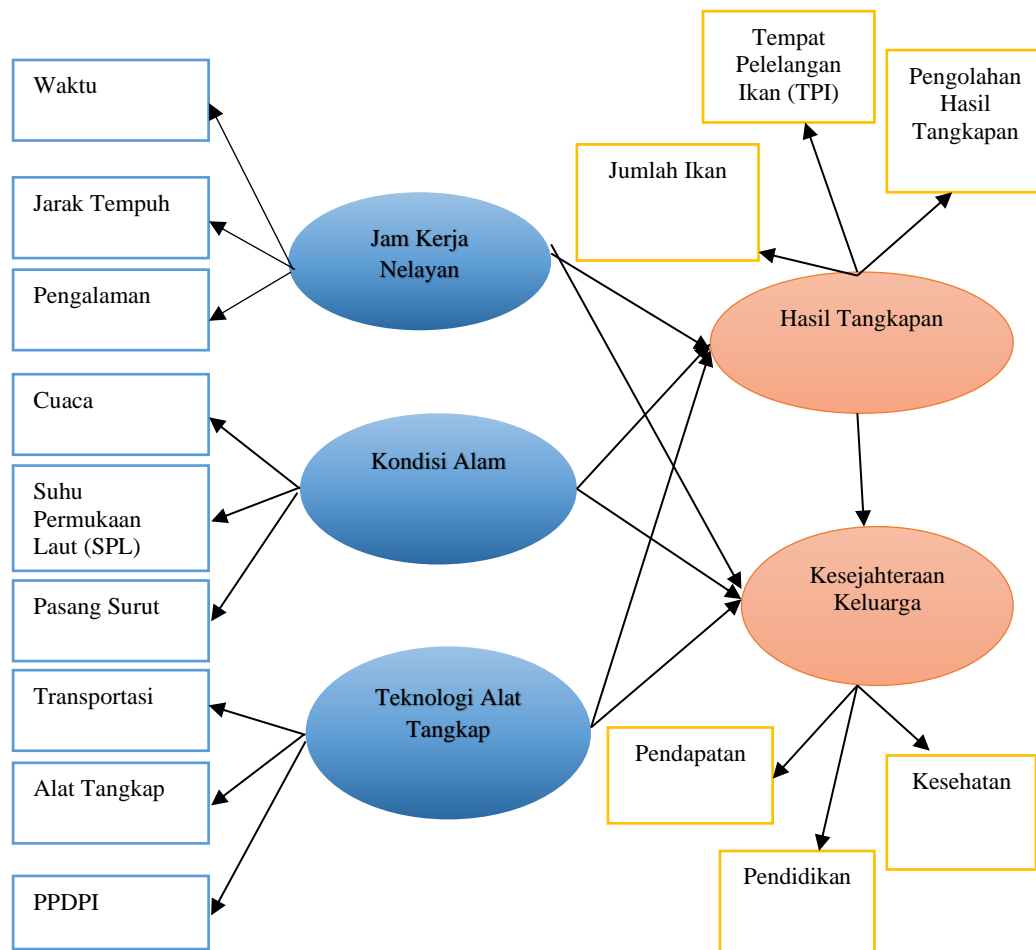 Waktu
Jarak Tempuh
Pengalaman
Cuaca
Suhu
Permukaan
Laut (SPL)
Pasang Surut
Transportasi
Alat Tangkap
PPDPI
Jam Kerja
Nelayan
Kondisi Alam
Teknologi Alat
Tangkap
Tempat
Pelelangan
Ikan (TPI)
Pengolahan
Hasil
Tangkapan
Jumlah Ikan
Hasil Tangkapan
Kesejahteraan
Keluarga
Pendapatan
Kesehatan
Pendidikan